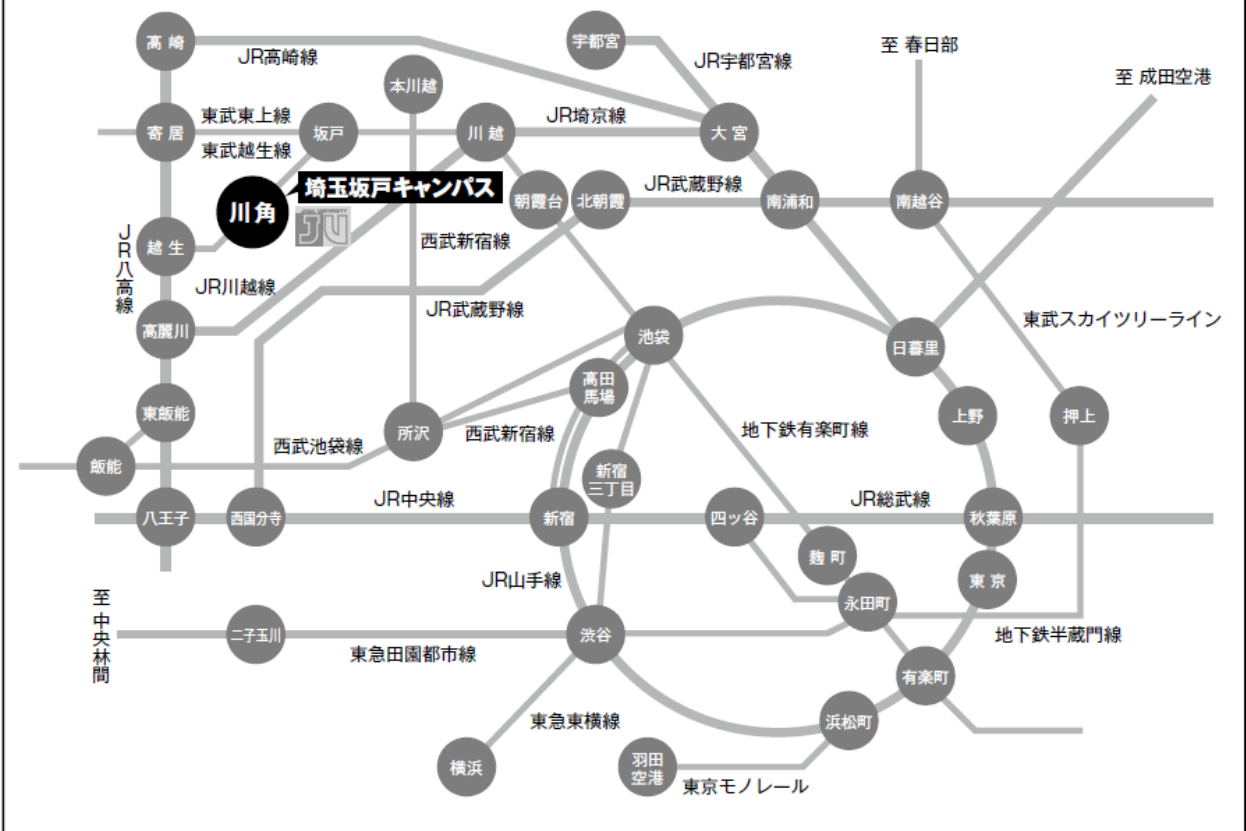 高崎
宇都宮
至 春日部
JR高崎線
JR宇都宮線
至 成田空港
本川越
東武東上線
JR埼京線
寄居
坂戸
川越
大宮
東武越生線
埼玉坂戸キャンパス
JR武蔵野線
川角
JU
朝霞台
北朝霞
南浦和
南越谷
JR八高線
越生
西武新宿線
JR川越線
JR武蔵野線
高麗川
池袋
日暮里
東武スカイツリーライン
高田
馬場
東飯能
所沢
西武新宿線
地下鉄有楽町線
上野
押上
西武池袋線
飯能
新宿
三丁目
JR中央線
JR総武線
八王子
西国分寺
新宿
四ッ谷
秋葉原
麹町
JR山手線
東京
至 中央林間
永田町
二子玉川
渋谷
地下鉄半蔵門線
東急田園都市線
有楽町
東急東横線
浜松町
横浜
羽田
空港
東京モノレール